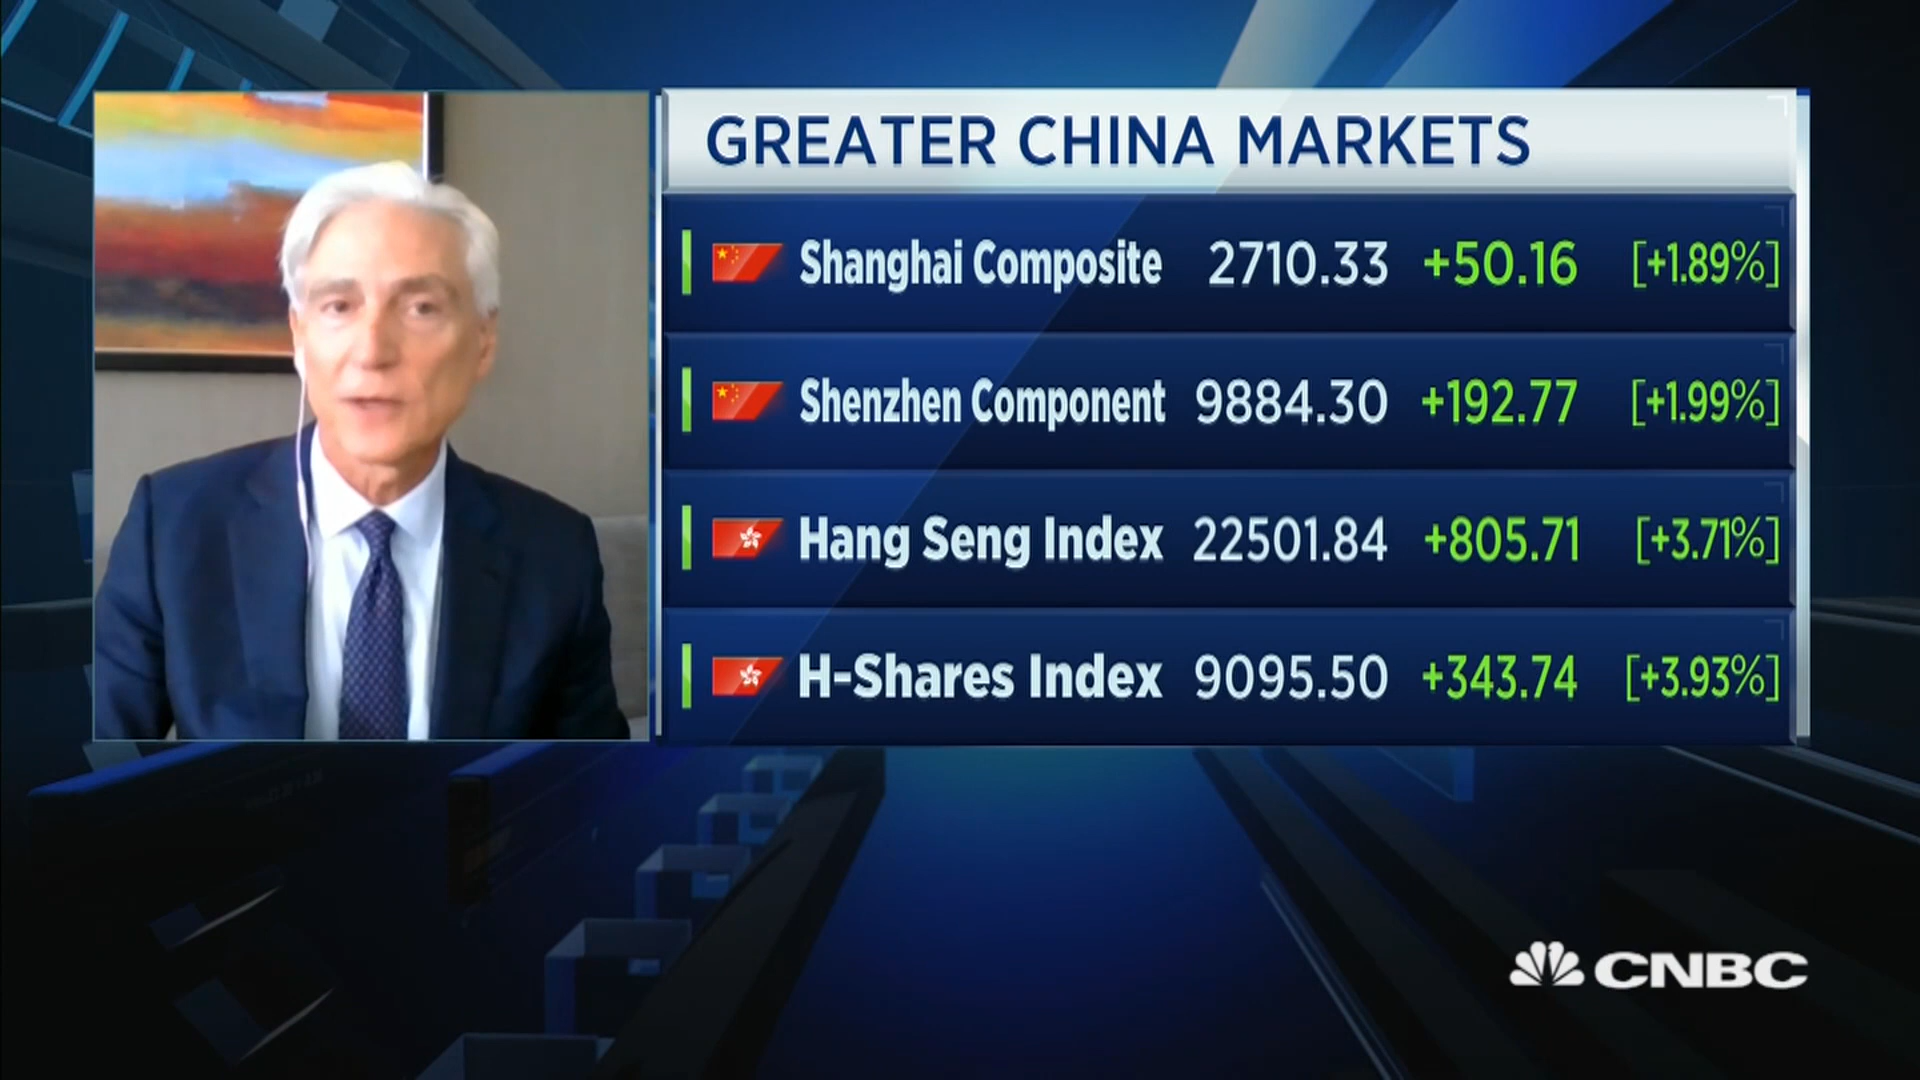 GREATER CHINA MARKETS
Shanghai Composite 2710.33 +50.16 [+1.89%]
Shenzhen Component 9884.30 +192.77 [+1.99%]
Hang Seng Index 22501.84 +805.71 [+3.71%]
H-Shares Index 9095.50 +343.74 [+3.93%]
CNBC